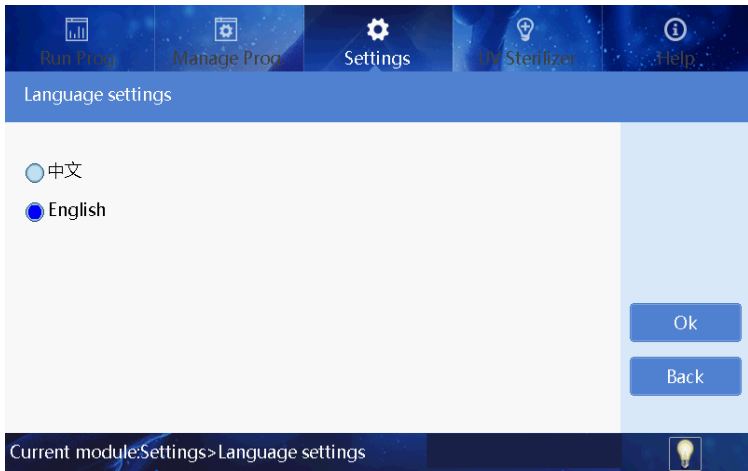 Run Prog.
Manage Prog.
Settings
UV Sterilizer
Help
Language settings
中文
English
Ok
Back
Current module:Settings>Language settings